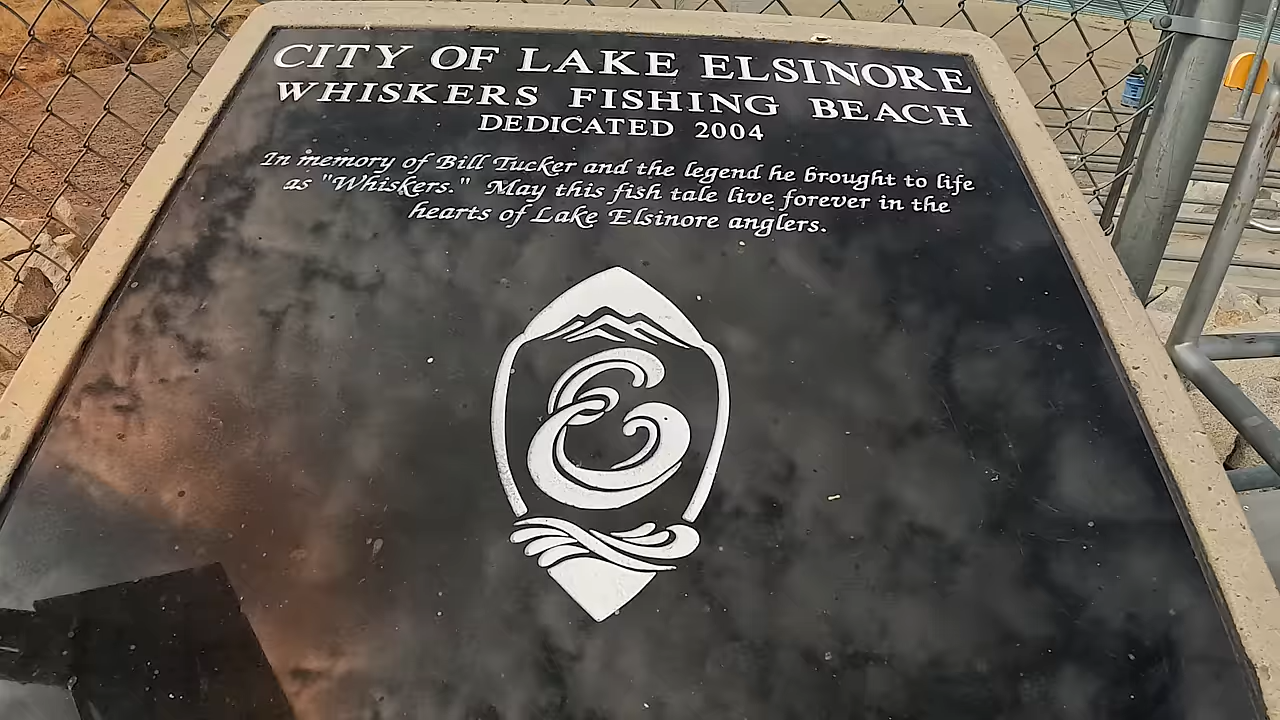 CITY OF LAKE ELSINORE
WHISKERS FISHING BEACH
DEDICATED 2004
In memory of Bill Tucker and the legend he brought to life
as "Whiskers." May this fish tale live forever in the
hearts of Lake Elsinore anglers.
E